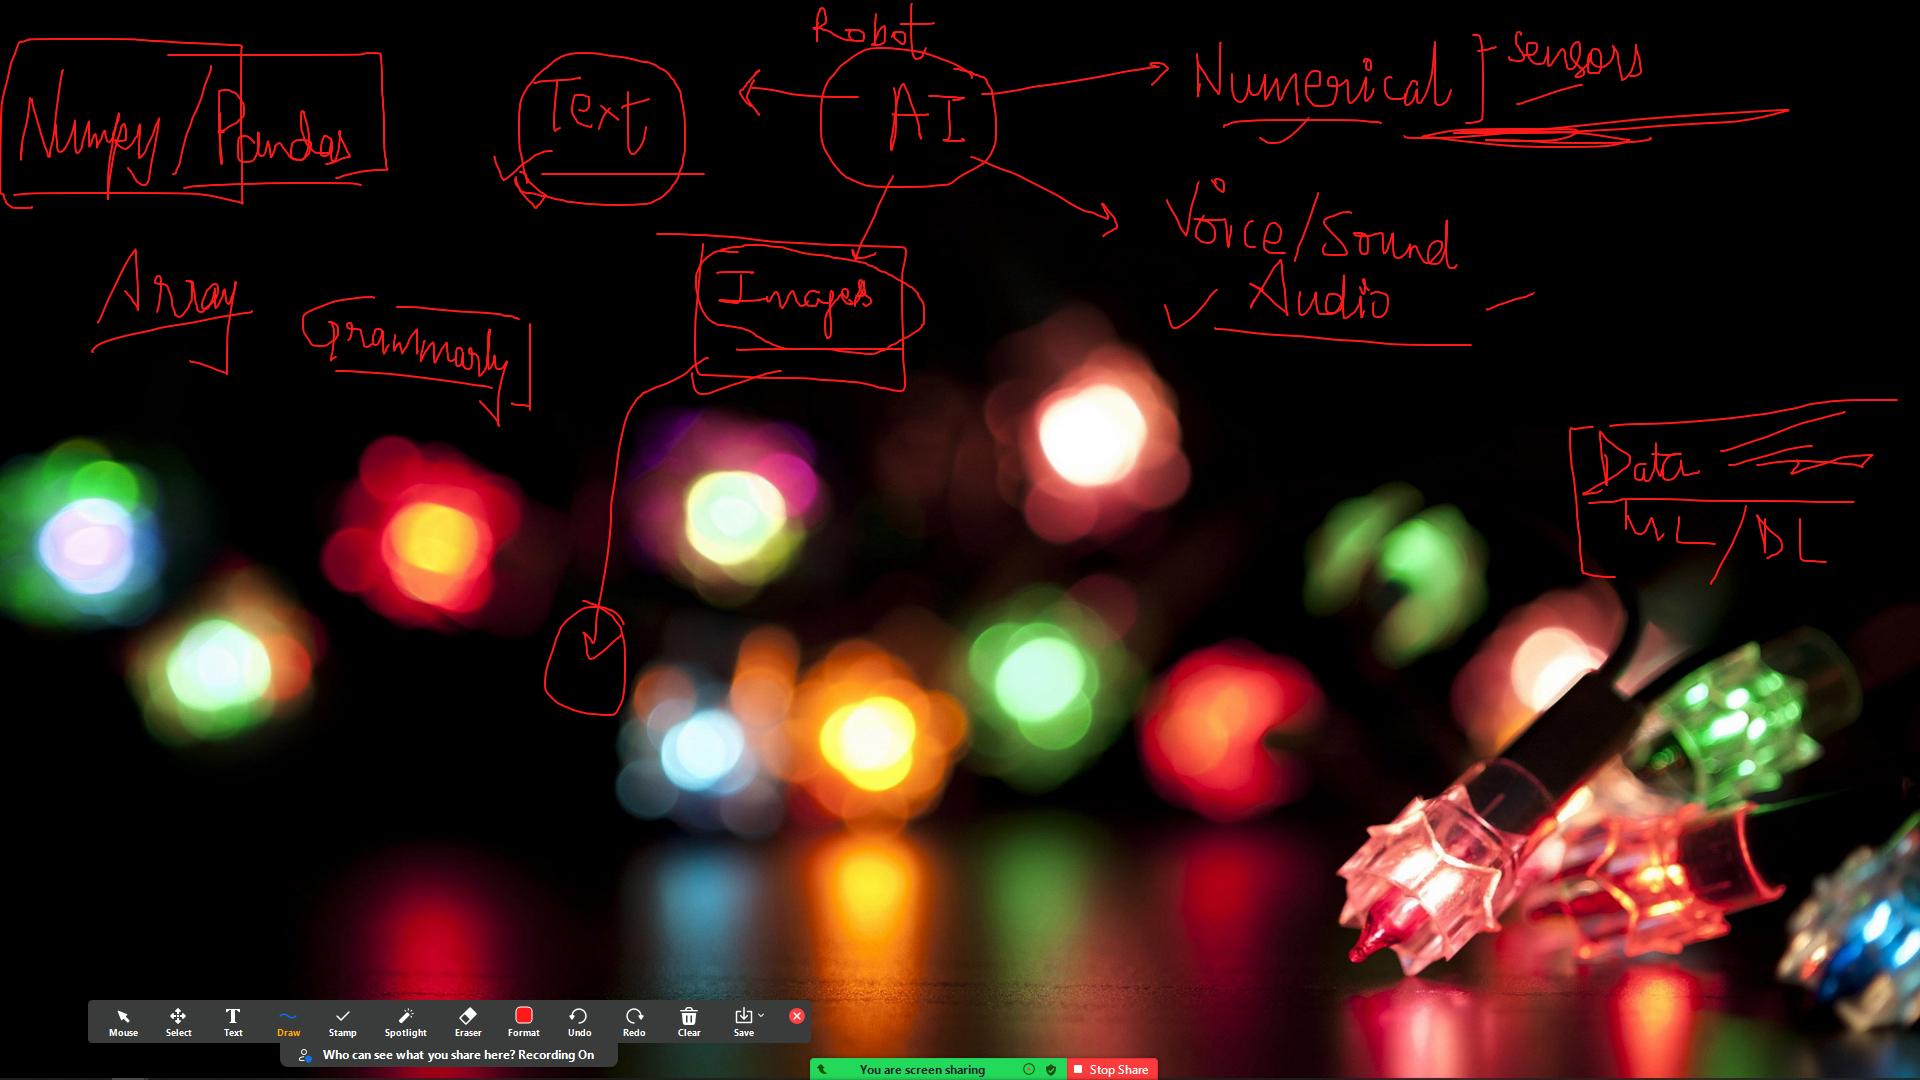 Robot
AI
Numerical
sensors
Text
Numpy/Pandas
Voice/Sound
Audio
Images
Array
Grammarly
Data
ML/DL
Mouse
Select
Text
Draw
Stamp
Spotlight
Eraser
Format
Undo
Redo
Clear
Save
Who can see what you share here? Recording On
You are screen sharing
Stop Share